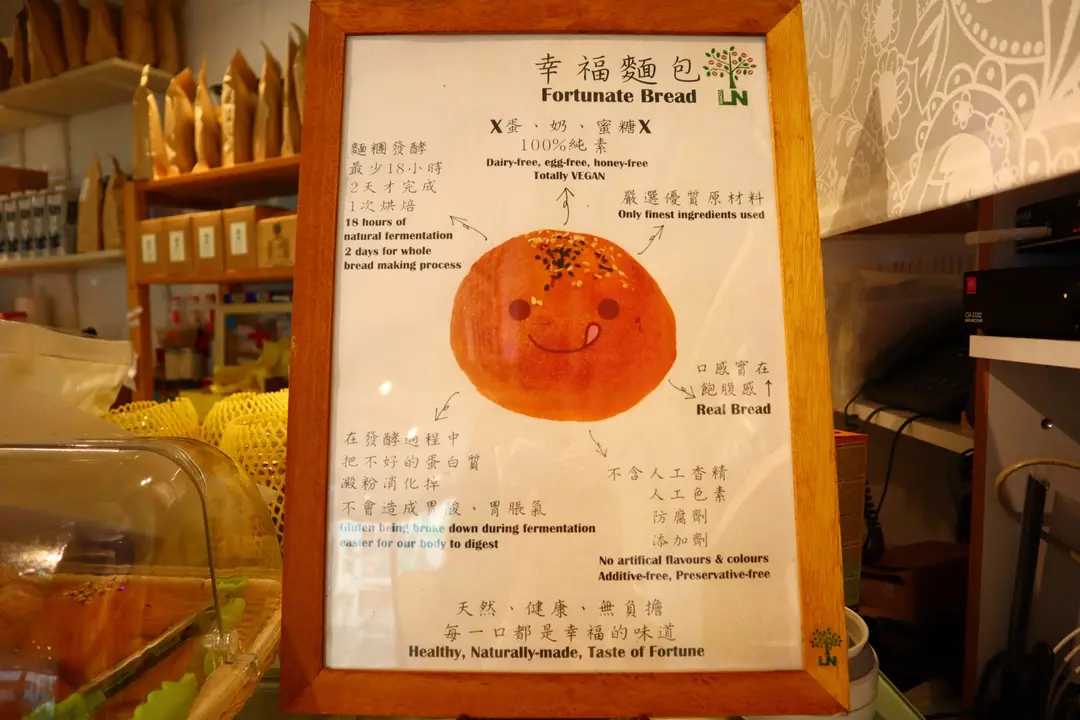 幸福麵包
Fortunate Bread
LN
X蛋、奶、蜜糖X
100%純素
Dairy-free, egg-free, honey-free
Totally VEGAN
麵糰發酵
最少18小時
2天才完成
1次烘焙
18 hours of
natural fermentation
2 days for whole
bread making process
嚴選優質原材料
Only finest ingredients used
口感實在
飽腹感↑
Real Bread
在發酵過程中
把不好的蛋白質
澱粉消化掉
不會造成胃酸、胃脹氣
Gluten being broke down during fermentation
easier for our body to digest
不含人工香精
人工色素
防腐劑
添加劑
No artifical flavours & colours
Additive-free, Preservative-free
天然、健康、無負擔
每一口都是幸福的味道
Healthy, Naturally-made, Taste of Fortune
LN